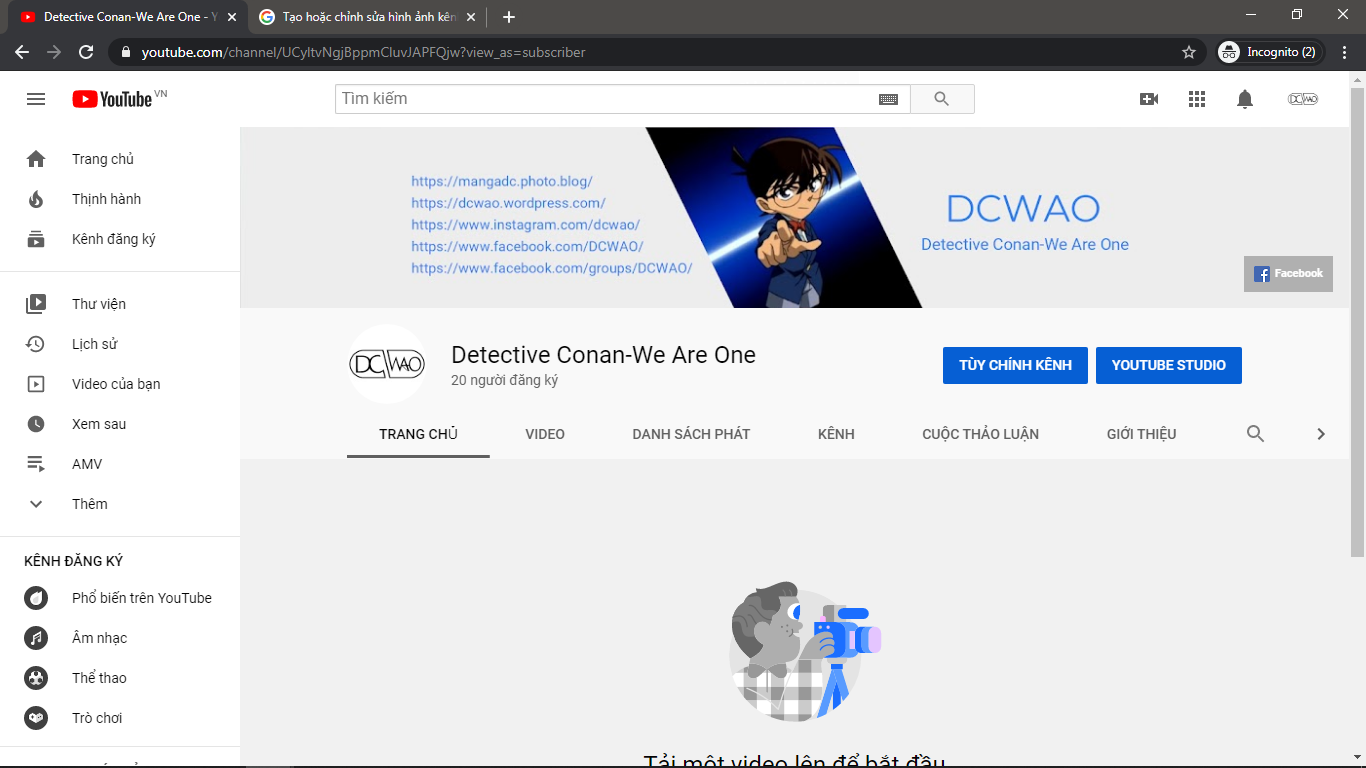 Detective Conan-We Are One - Y
Tạo hoặc chỉnh sửa hình ảnh kên
youtube.com/channel/UCyltvNgjBppmCluvJAPFQjw?view_as=subscriber
Incognito (2)
YouTube VN
Tìm kiếm
DCWAO
Trang chủ
Thịnh hành
Kênh đăng ký
Thư viện
Lịch sử
Video của bạn
Xem sau
AMV
Thêm
KÊNH ĐĂNG KÝ
Phổ biến trên YouTube
Âm nhạc
Thể thao
Trò chơi
https://mangadc.photo.blog/
https://dcwao.wordpress.com/
https://www.instagram.com/dcwao/
https://www.facebook.com/DCWAO/
https://www.facebook.com/groups/DCWAO/
DCWAO
Detective Conan-We Are One
Facebook
DCWAO
Detective Conan-We Are One
20 người đăng ký
TÙY CHỈNH KÊNH
YOUTUBE STUDIO
TRANG CHỦ
VIDEO
DANH SÁCH PHÁT
KÊNH
CUỘC THẢO LUẬN
GIỚI THIỆU
Tải một video lên để bắt đầu